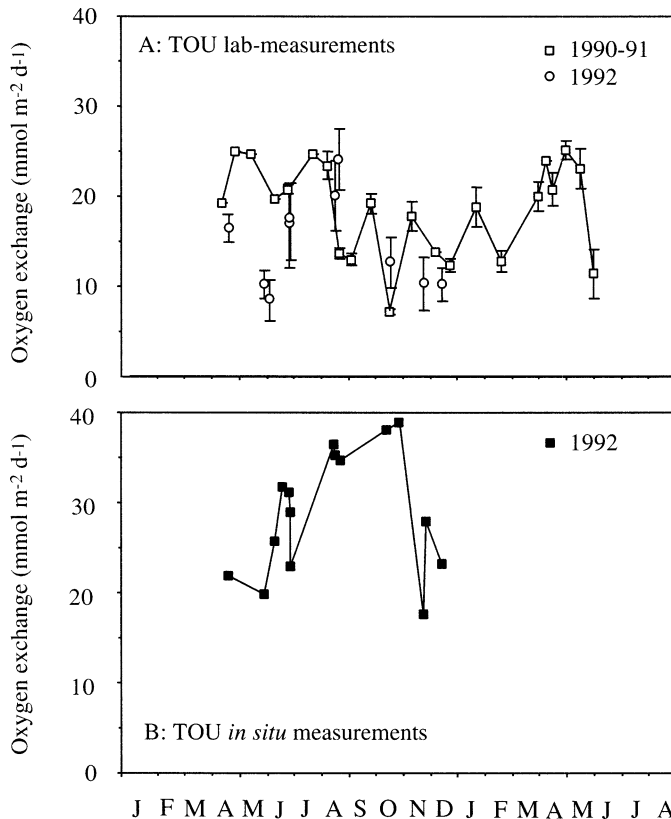 40
A: TOU lab-measurements
1990-91
1992
30
20
10
0
Oxygen exchange (mmol m-2 d-1)
40
1992
30
20
10
B: TOU in situ measurements
0
Oxygen exchange (mmol m-2 d-1)
J F M A M J J A S O N D J F M A M J J A